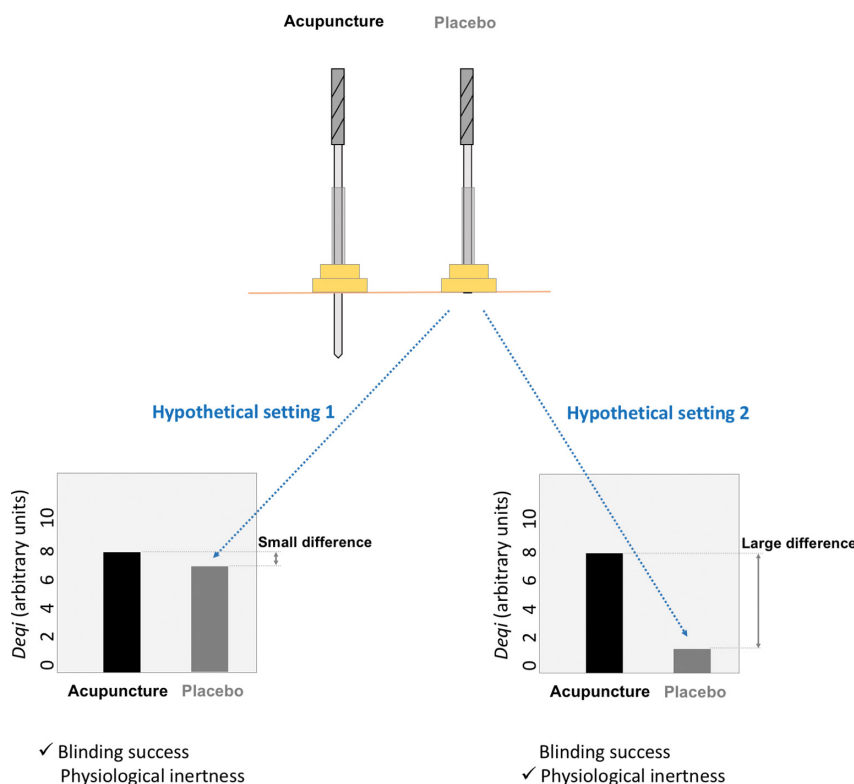 Acupuncture Placebo
Hypothetical setting 1
Hypothetical setting 2
Deqi (arbitrary units)
10
8
6
4
2
0
Small difference
Acupuncture Placebo
Deqi (arbitrary units)
10
8
6
4
2
0
Large difference
Acupuncture Placebo
✓ Blinding success
Physiological inertness
Blinding success
✓ Physiological inertness